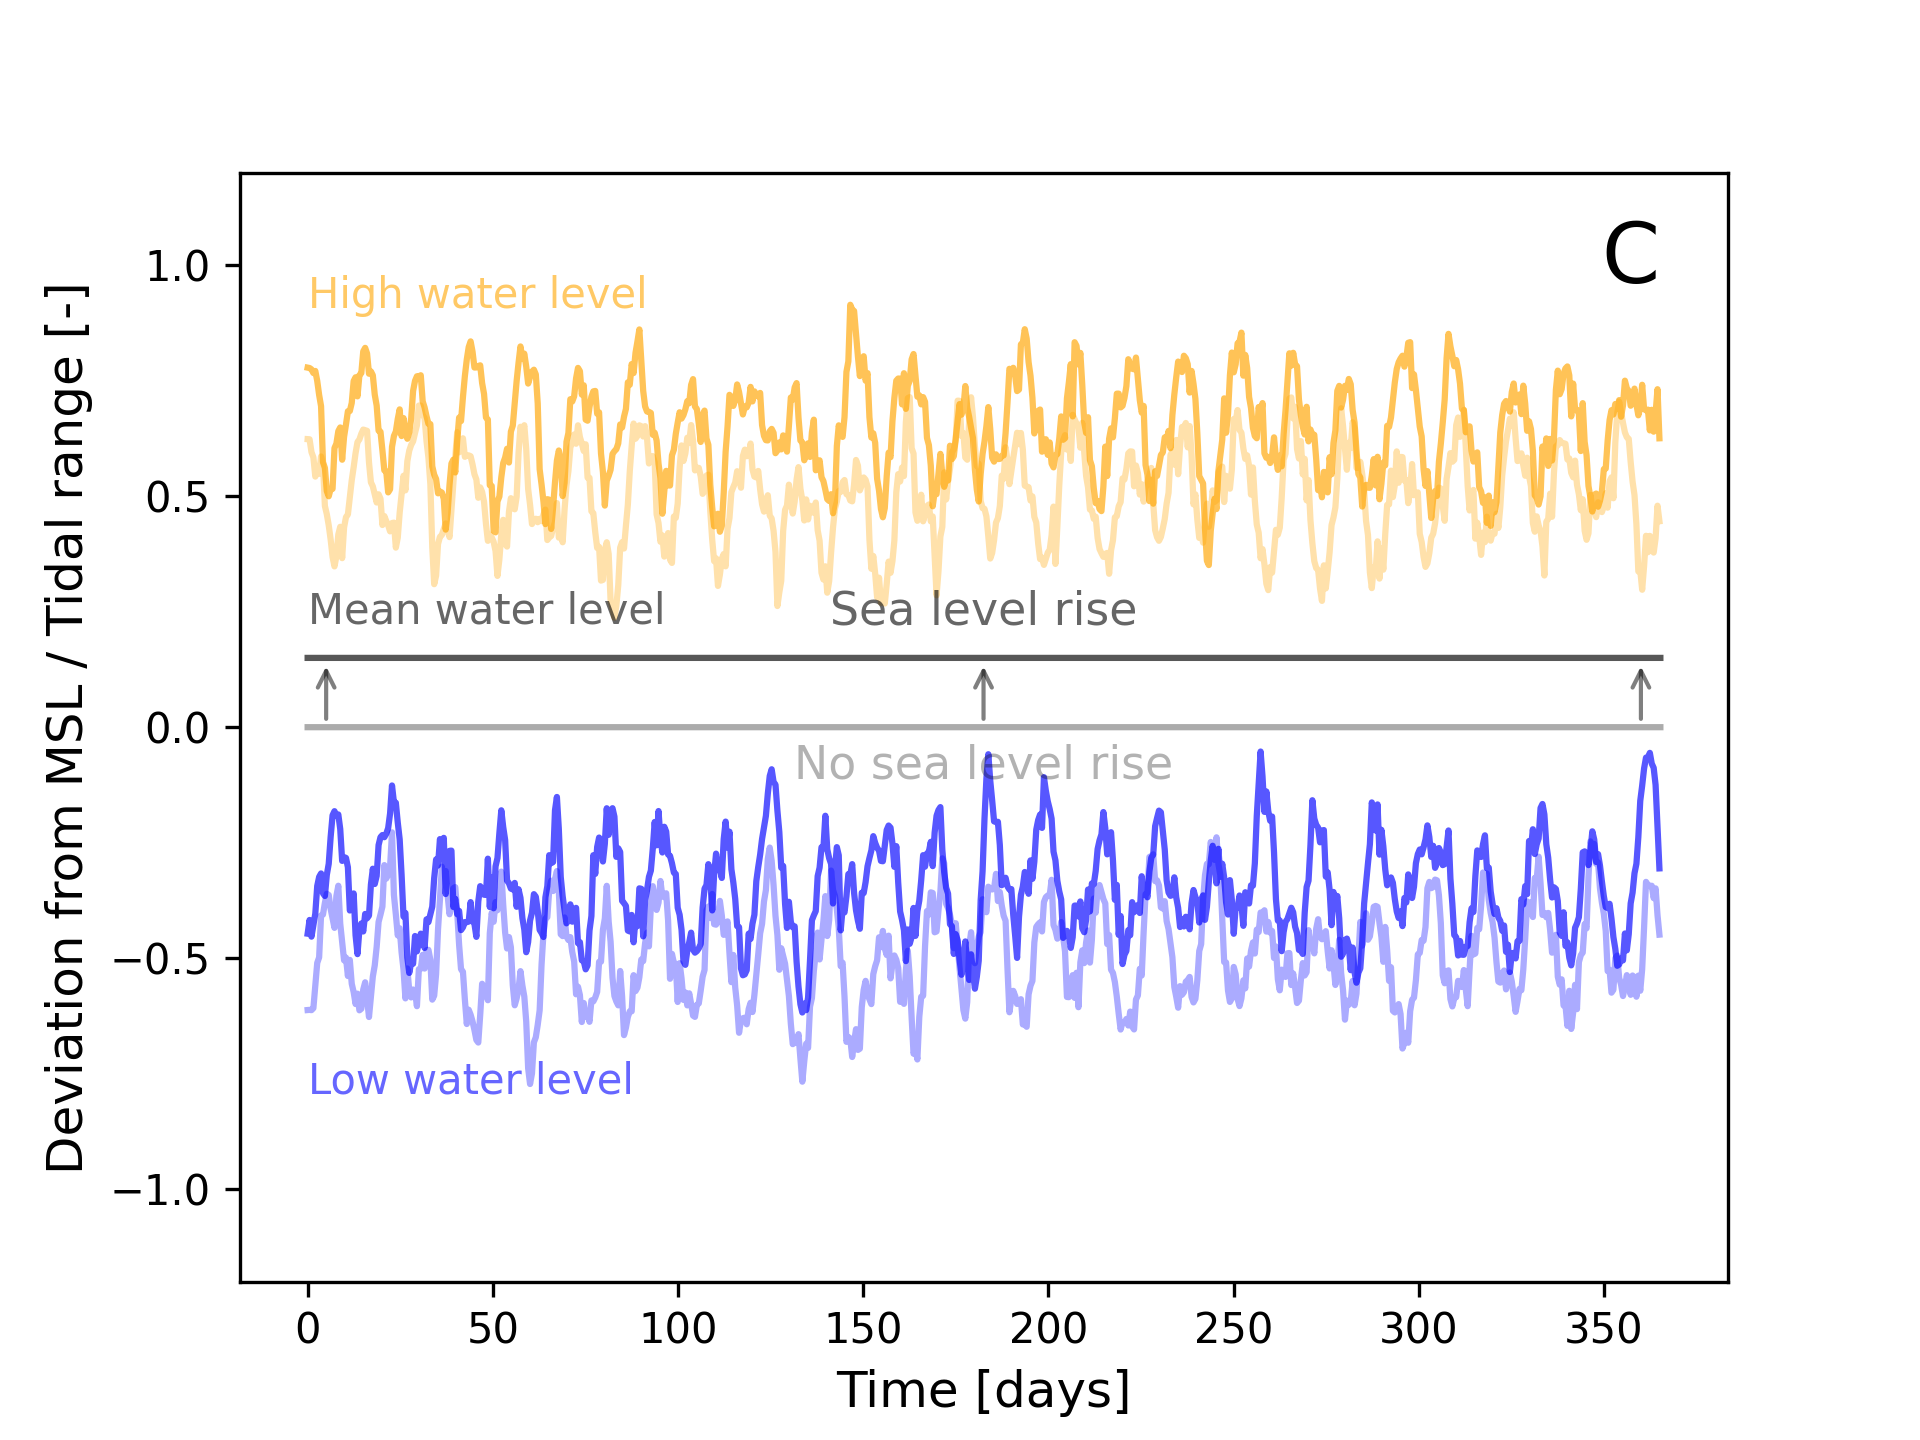 C
1.0
0.5
0.0
−0.5
−1.0
Deviation from MSL / Tidal range [-]
High water level
Mean water level
Sea level rise
No sea level rise
Low water level
0 50 100 150 200 250 300 350
Time [days]